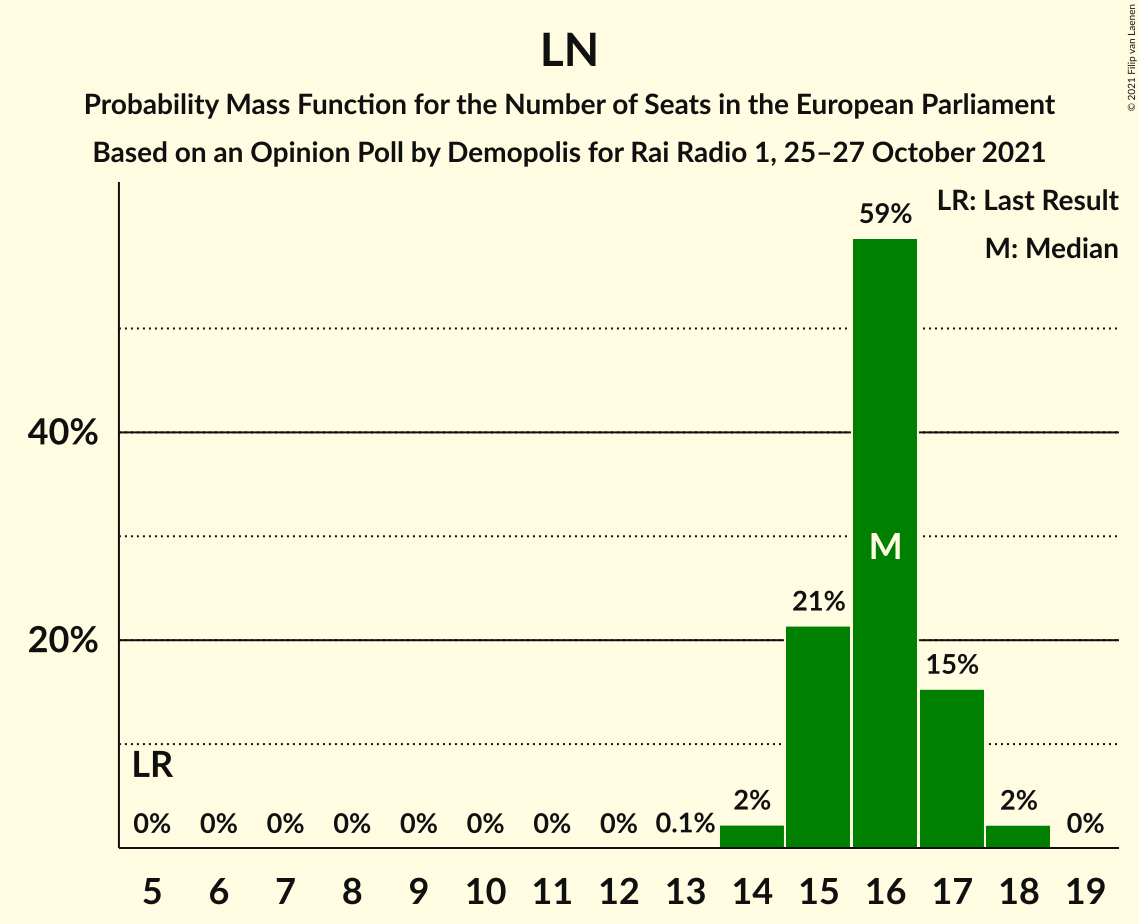 LN
Probability Mass Function for the Number of Seats in the European Parliament
Based on an Opinion Poll by Demopolis for Rai Radio 1, 25–27 October 2021
© 2021 Filip van Laenen
LR: Last Result
M: Median
59%
40%
M
21%
20%
15%
LR
2%
2%
0%
0%
0%
0%
0%
0%
0%
0%
0.1%
0%
5 6 7 8 9 10 11 12 13 14 15 16 17 18 19